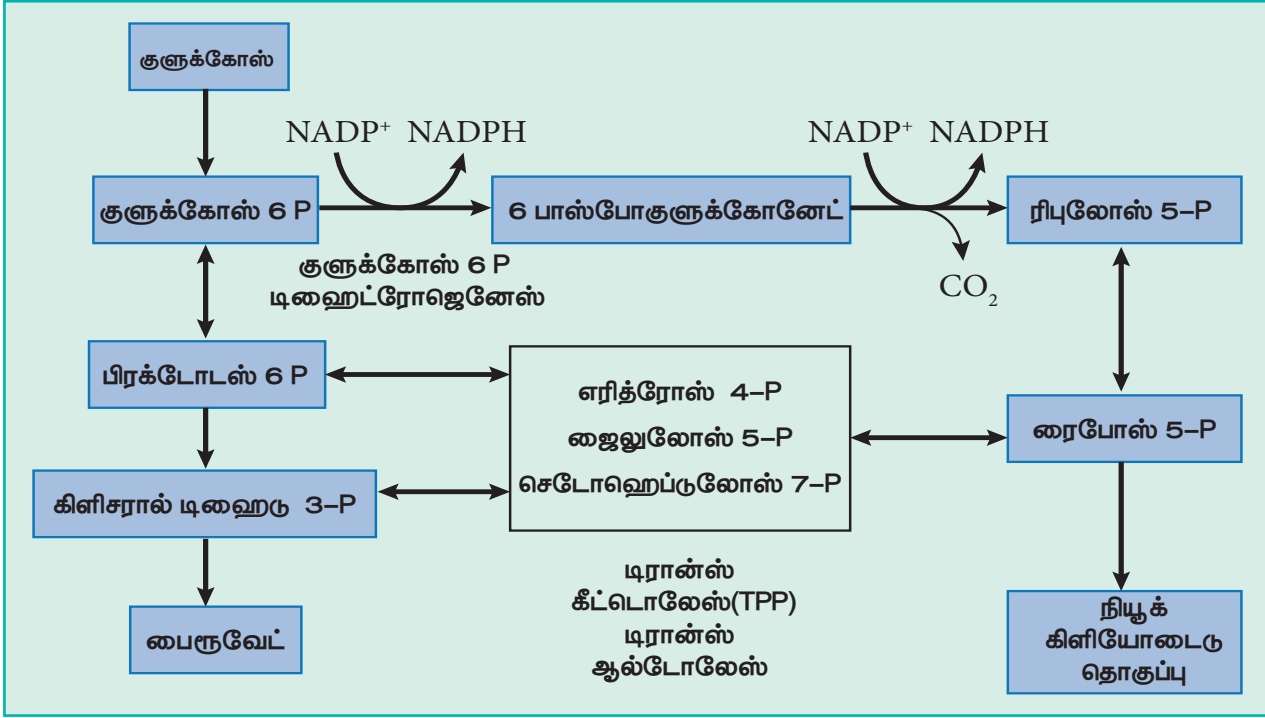 குளுக்கோஸ்
NADP⁺ NADPH
NADP⁺ NADPH
குளுக்கோஸ் 6 P
6 பாஸ்போகுளுக்கோனேட்
ரிபுலோஸ் 5-P
குளுக்கோஸ் 6 P
டிஹைட்ரோஜெனேஸ்
CO₂
பிரக்டோடஸ் 6 P
எரித்ரோஸ் 4-P
ஜைலுலோஸ் 5-P
செடோஹெப்டுலோஸ் 7-P
ரைபோஸ் 5-P
கிளிசரால் டிஹைடு 3-P
டிரான்ஸ்
கீட்டொலேஸ்(TPP)
டிரான்ஸ்
ஆல்டோலேஸ்
பைரூவேட்
நியூக்
கிளியோடைடு
தொகுப்பு